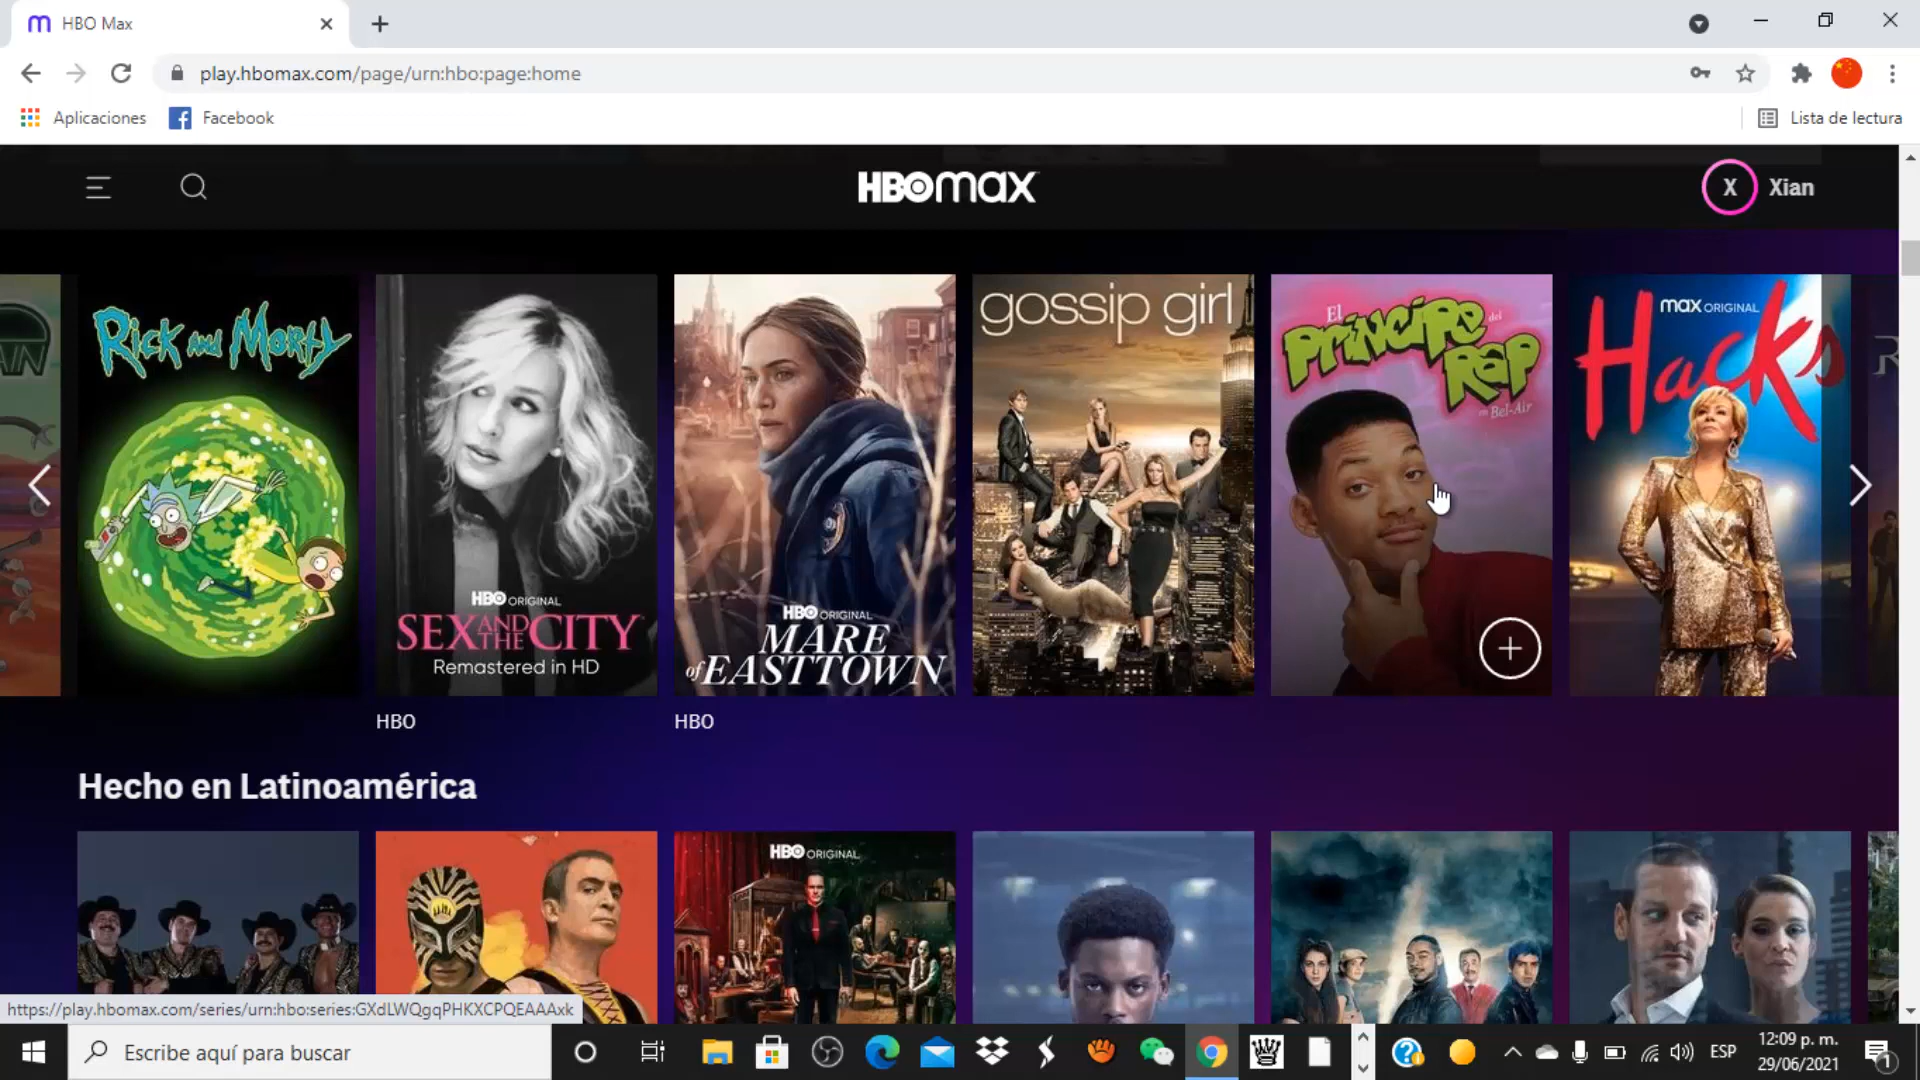 HBO Max
play.hbomax.com/page/urn:hbo:page:home
Aplicaciones
Facebook
Lista de lectura
HBOmax
X
Xian
AIN
Rick and Morty
HBO ORIGINAL
SEX AND THE CITY
Remastered in HD
HBO ORIGINAL
MARE
of EASTTOWN
gossip girl
El
Príncipe del
Rap
en Bel-Air
max ORIGINAL
Hacks
HBO
HBO
Hecho en Latinoamérica
HBO ORIGINAL
https://play.hbomax.com/series/urn:hbo:series:GXdLWQgqPHKXCPQEAAAxk
Escribe aquí para buscar
ESP
12:09 p. m.
29/06/2021
1